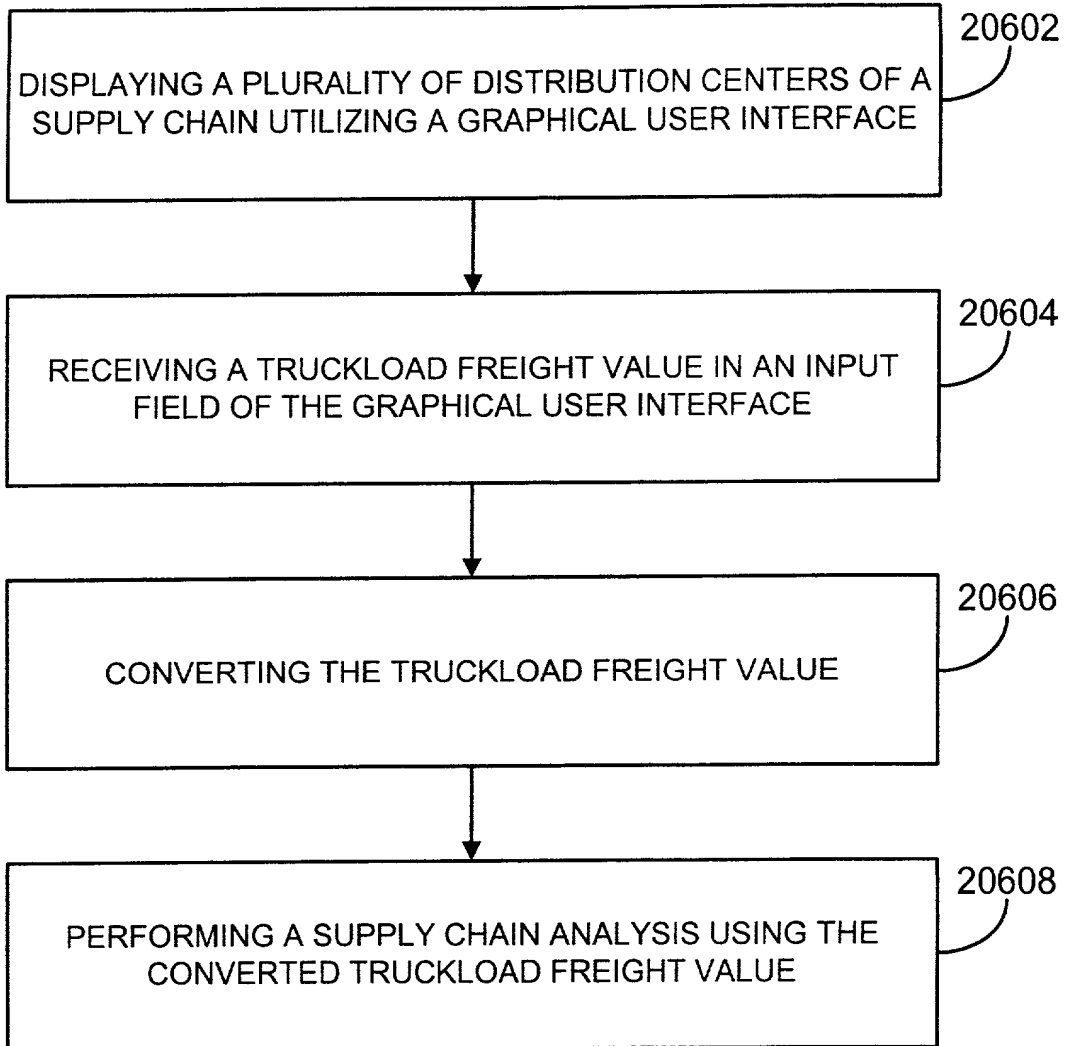 20602
DISPLAYING A PLURALITY OF DISTRIBUTION CENTERS OF A
SUPPLY CHAIN UTILIZING A GRAPHICAL USER INTERFACE
20604
RECEIVING A TRUCKLOAD FREIGHT VALUE IN AN INPUT
FIELD OF THE GRAPHICAL USER INTERFACE
20606
CONVERTING THE TRUCKLOAD FREIGHT VALUE
20608
PERFORMING A SUPPLY CHAIN ANALYSIS USING THE
CONVERTED TRUCKLOAD FREIGHT VALUE